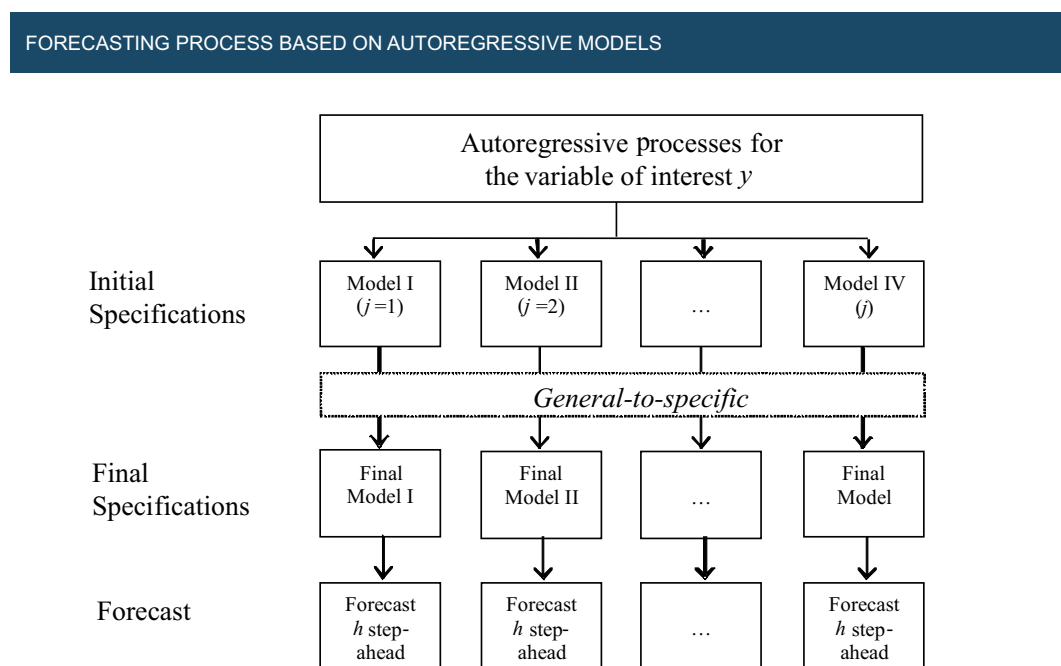 FORECASTING PROCESS BASED ON AUTOREGRESSIVE MODELS
Autoregressive processes for
the variable of interest y
Initial
Specifications
Model I
(j =1)
Model II
(j =2)
...
Model IV
(j)
General-to-specific
Final
Specifications
Final
Model I
Final
Model II
...
Final
Model
Forecast
Forecast
h step-
ahead
Forecast
h step-
ahead
...
Forecast
h step-
ahead